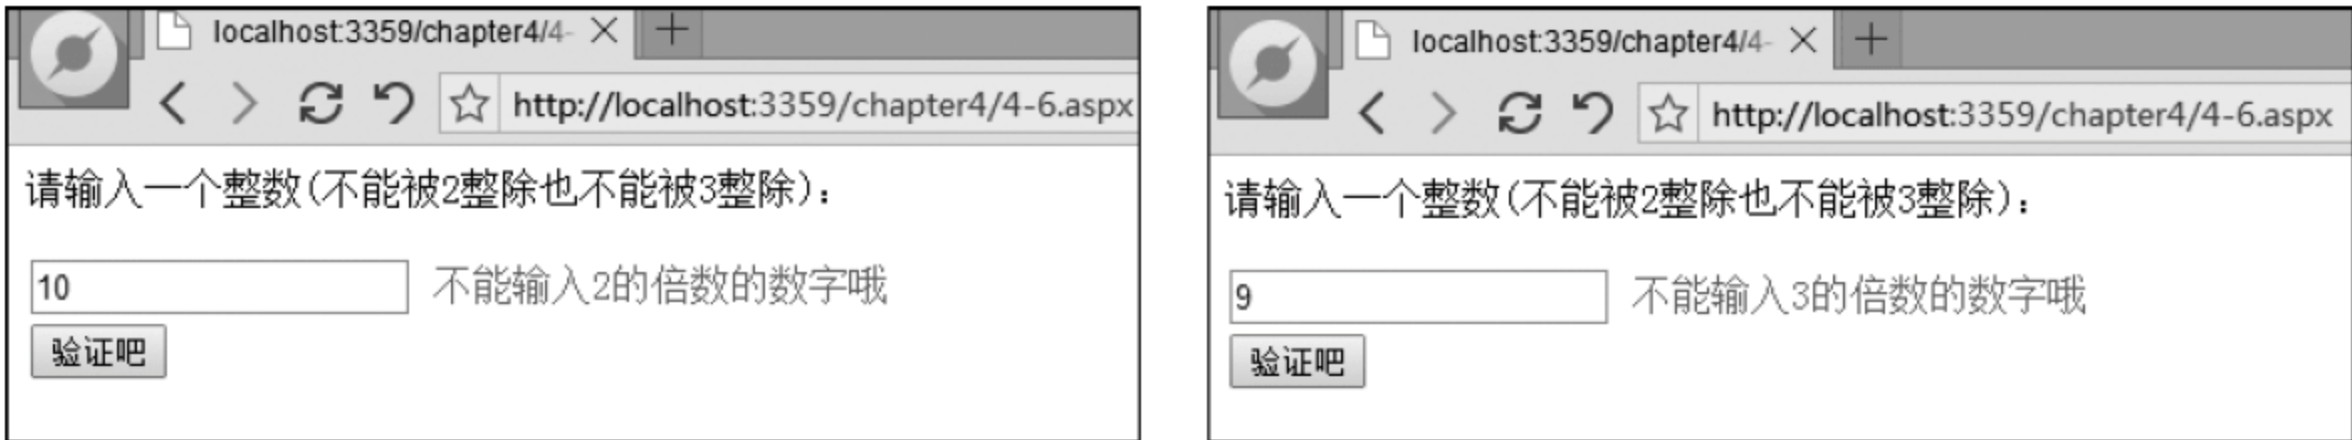 localhost:3359/chapter4/4-
http://localhost:3359/chapter4/4-6.aspx
请输入一个整数(不能被2整除也不能被3整除)：
10 不能输入2的倍数的数字哦
验证吧
localhost:3359/chapter4/4-
http://localhost:3359/chapter4/4-6.aspx
请输入一个整数(不能被2整除也不能被3整除)：
9 不能输入3的倍数的数字哦
验证吧